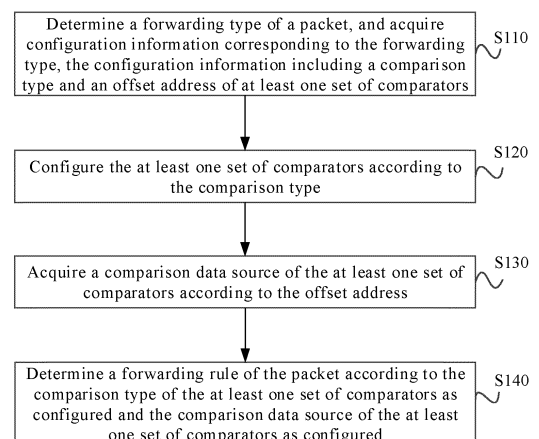 Determine a forwarding type of a packet, and acquire
configuration information corresponding to the forwarding
type, the configuration information including a comparison
type and an offset address of at least one set of comparators
S110
Configure the at least one set of comparators according to
the comparison type
S120
Acquire a comparison data source of the at least one set of
comparators according to the offset address
S130
Determine a forwarding rule of the packet according to the
comparison type of the at least one set of comparators as
configured and the comparison data source of the at least
one set of comparators as configured
S140